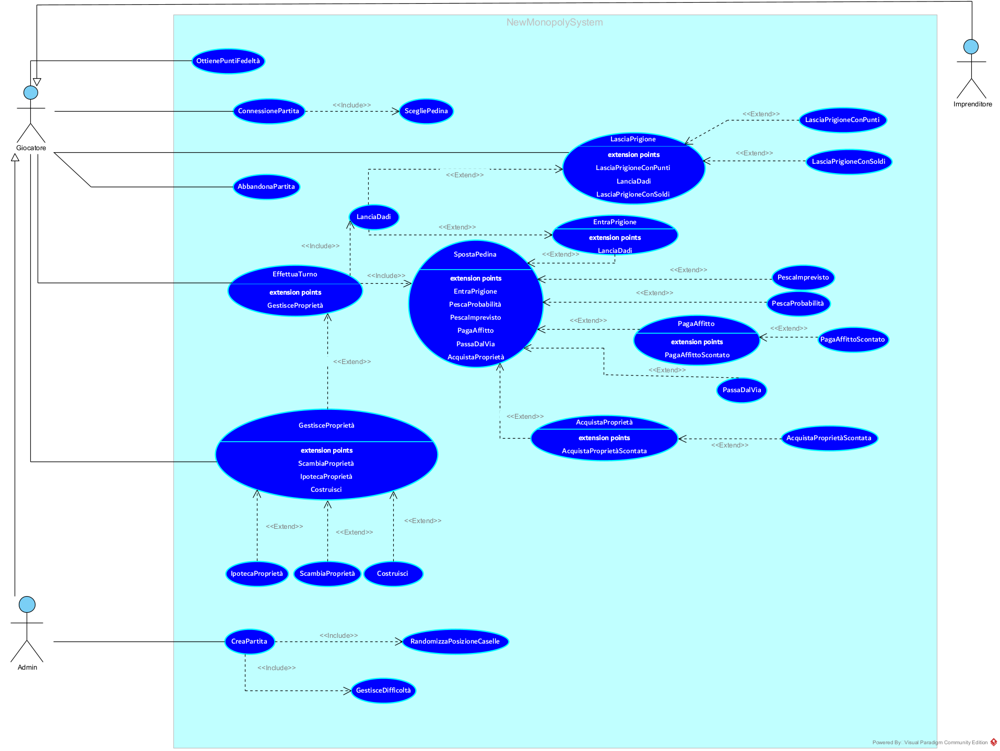 NewMonopolySystem
OttienePuntiFedeltà
Giocatore
Imprenditore
ConnessionePartita
<<Include>>
ScegliePedina
<<Extend>>
LasciaPrigioneConPunti
LasciaPrigione
extension points
LasciaPrigioneConPunti
LanciaDadi
LasciaPrigioneConSoldi
<<Extend>>
LasciaPrigioneConSoldi
<<Extend>>
AbbandonaPartita
LanciaDadi
<<Extend>>
EntraPrigione
extension points
LanciaDadi
<<Include>>
<<Extend>>
SpostaPedina
extension points
EntraPrigione
PescaProbabilità
PescaImprevisto
PagaAffitto
PassaDalVia
AcquistaProprietà
EffettuaTurno
extension points
GestisceProprietà
<<Include>>
<<Extend>>
PescaImprevisto
<<Extend>>
PescaProbabilità
<<Extend>>
PagaAffitto
extension points
PagaAffittoScontato
<<Extend>>
PagaAffittoScontato
<<Extend>>
<<Extend>>
PassaDalVia
<<Extend>>
AcquistaProprietà
extension points
AcquistaProprietàScontata
<<Extend>>
AcquistaProprietàScontata
GestisceProprietà
extension points
ScambiaProprietà
IpotecaProprietà
Costruisci
<<Extend>>
<<Extend>>
<<Extend>>
IpotecaProprietà
ScambiaProprietà
Costruisci
Admin
CreaPartita
<<Include>>
RandomizzaPosizioneCaselle
<<Include>>
GestisceDifficoltà
Powered By Visual Paradigm Community Edition